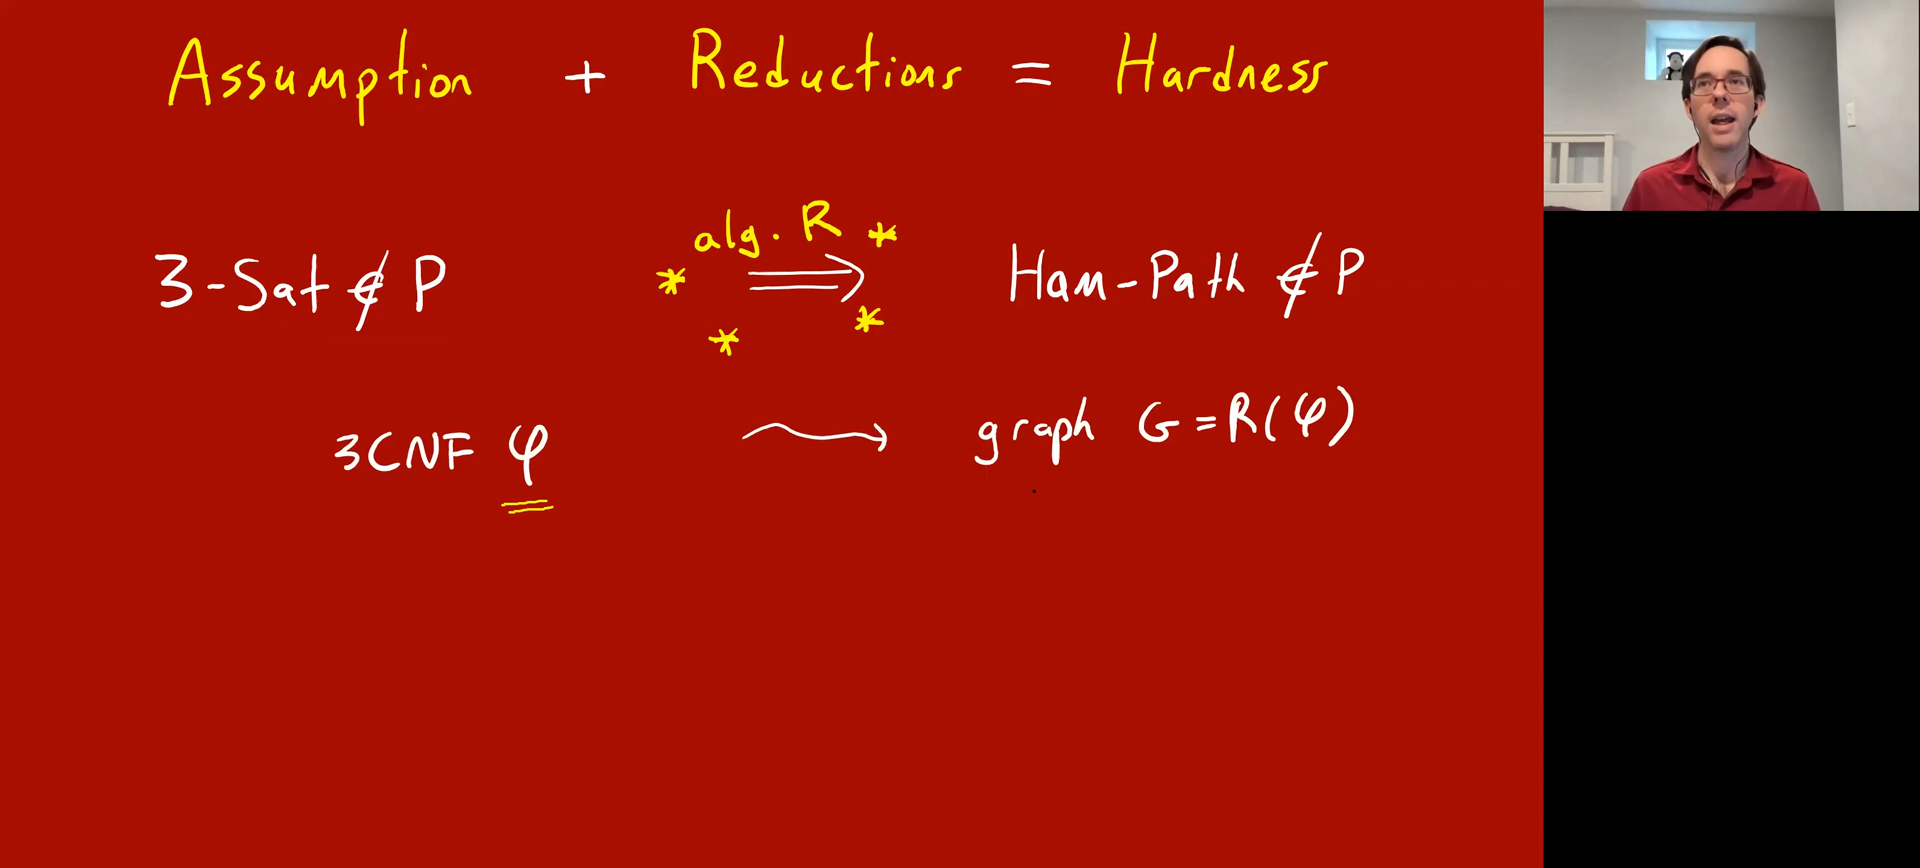 Assumption + Reductions = Hardness
alg. R
3-Sat ∉ P ⟹ Ham-Path ∉ P
3CNF φ → graph G = R(φ)